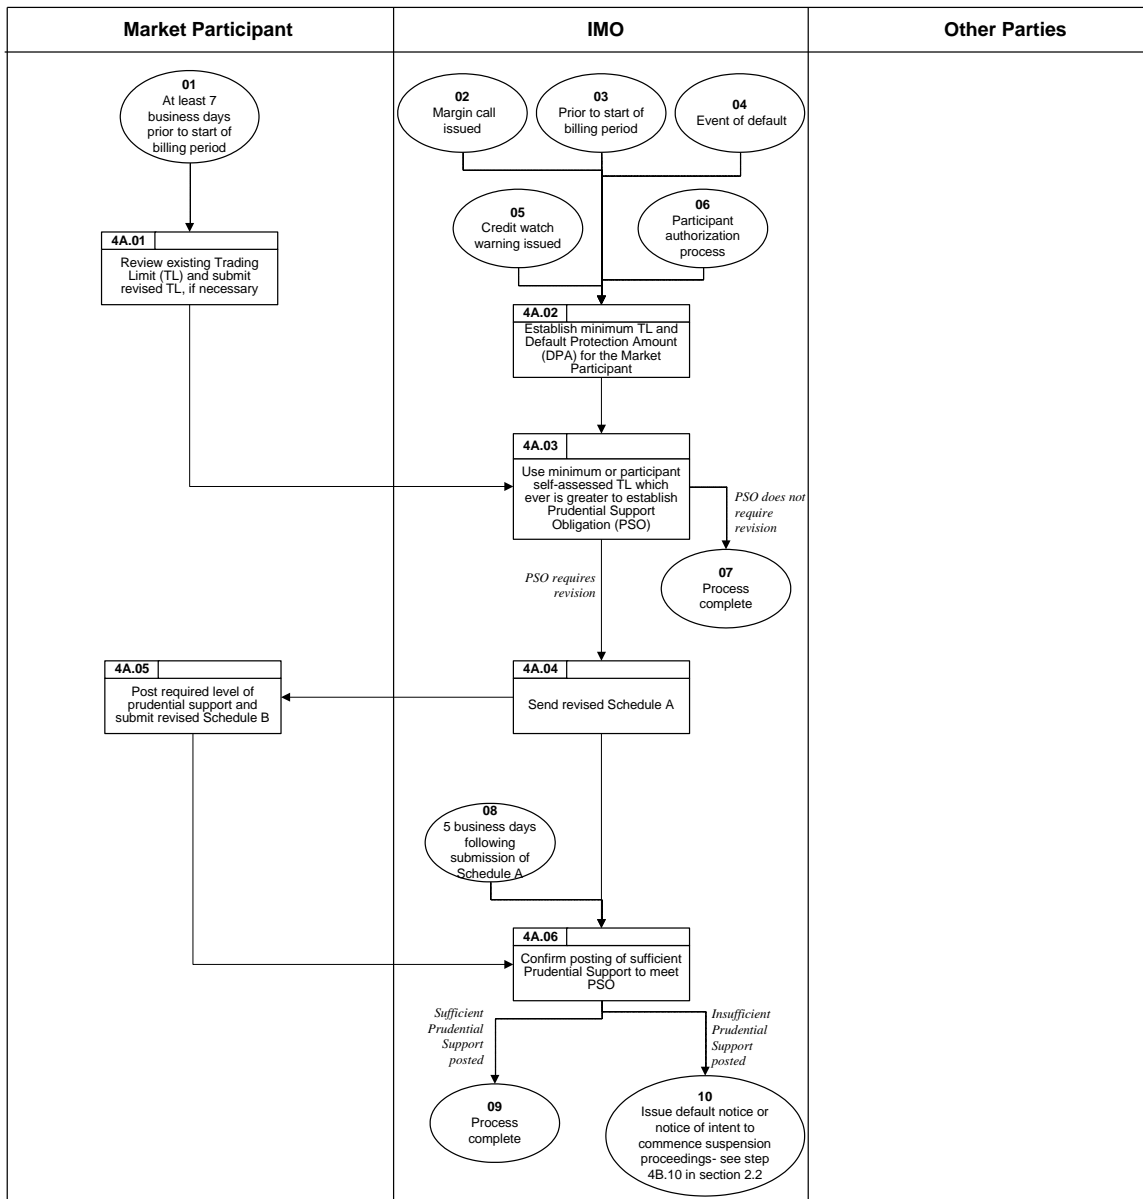 Market Participant
IMO
Other Parties
01
At least 7
business days
prior to start of
billing period
02
Margin call
issued
03
Prior to start of
billing period
04
Event of default
05
Credit watch
warning issued
06
Participant
authorization
process
4A.01
Review existing Trading
Limit (TL) and submit
revised TL, if necessary
4A.02
Establish minimum TL and
Default Protection Amount
(DPA) for the Market
Participant
4A.03
Use minimum or participant
self-assessed TL which
ever is greater to establish
Prudential Support
Obligation (PSO)
PSO does not
require
revision
07
Process
complete
PSO requires
revision
4A.05
Post required level of
prudential support and
submit revised Schedule B
4A.04
Send revised Schedule A
08
5 business days
following
submission of
Schedule A
4A.06
Confirm posting of sufficient
Prudential Support to meet
PSO
Sufficient
Prudential
Support
posted
Insufficient
Prudential
Support
posted
09
Process
complete
10
Issue default notice or
notice of intent to
commence suspension
proceedings- see step
4B.10 in section 2.2